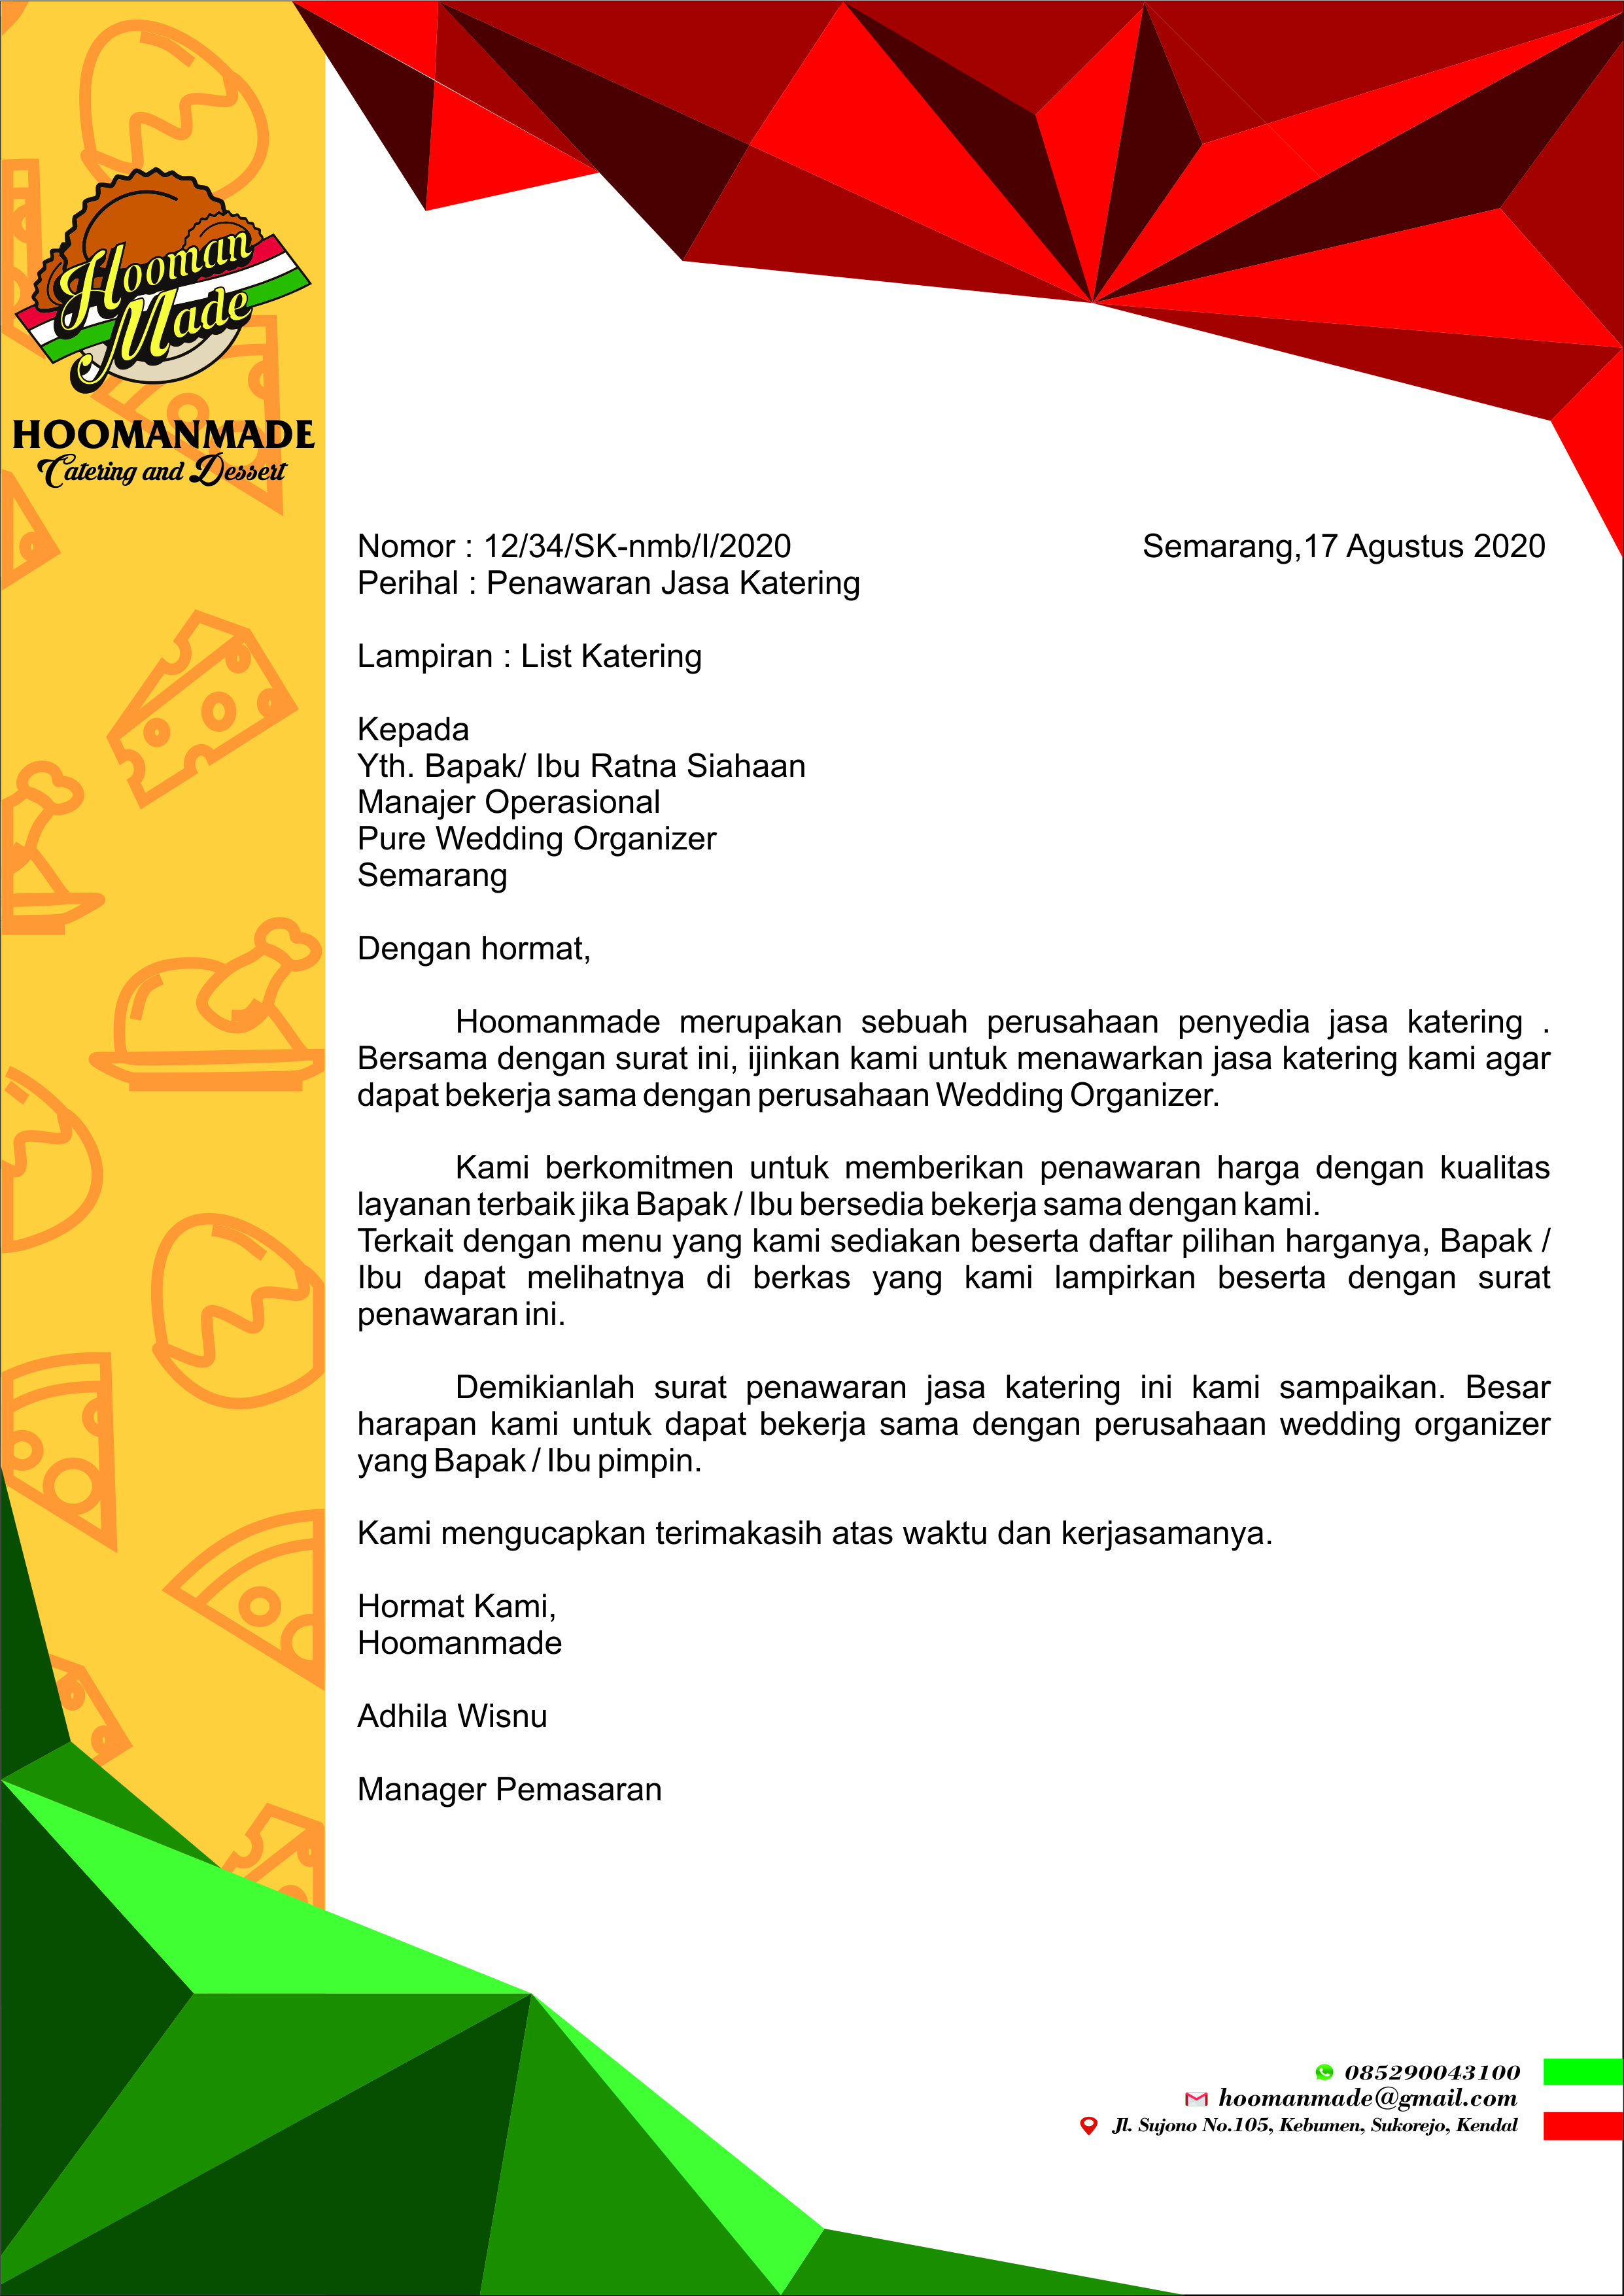 Hooman
Made
HOOMANMADE
Catering and Dessert
Nomor : 12/34/SK-nmb/I/2020 Semarang,17 Agustus 2020
Perihal : Penawaran Jasa Katering
Lampiran : List Katering
Kepada
Yth. Bapak/ Ibu Ratna Siahaan
Manajer Operasional
Pure Wedding Organizer
Semarang
Dengan hormat,
Hoomanmade merupakan sebuah perusahaan penyedia jasa katering .
Bersama dengan surat ini, ijinkan kami untuk menawarkan jasa katering kami agar
dapat bekerja sama dengan perusahaan Wedding Organizer.
Kami berkomitmen untuk memberikan penawaran harga dengan kualitas
layanan terbaik jika Bapak / Ibu bersedia bekerja sama dengan kami.
Terkait dengan menu yang kami sediakan beserta daftar pilihan harganya, Bapak /
Ibu dapat melihatnya di berkas yang kami lampirkan beserta dengan surat
penawaran ini.
Demikianlah surat penawaran jasa katering ini kami sampaikan. Besar
harapan kami untuk dapat bekerja sama dengan perusahaan wedding organizer
yang Bapak / Ibu pimpin.
Kami mengucapkan terimakasih atas waktu dan kerjasamanya.
Hormat Kami,
Hoomanmade
Adhila Wisnu
Manager Pemasaran
085290043100
hoomanmade@gmail.com
Jl. Sujono No.105, Kebumen, Sukorejo, Kendal